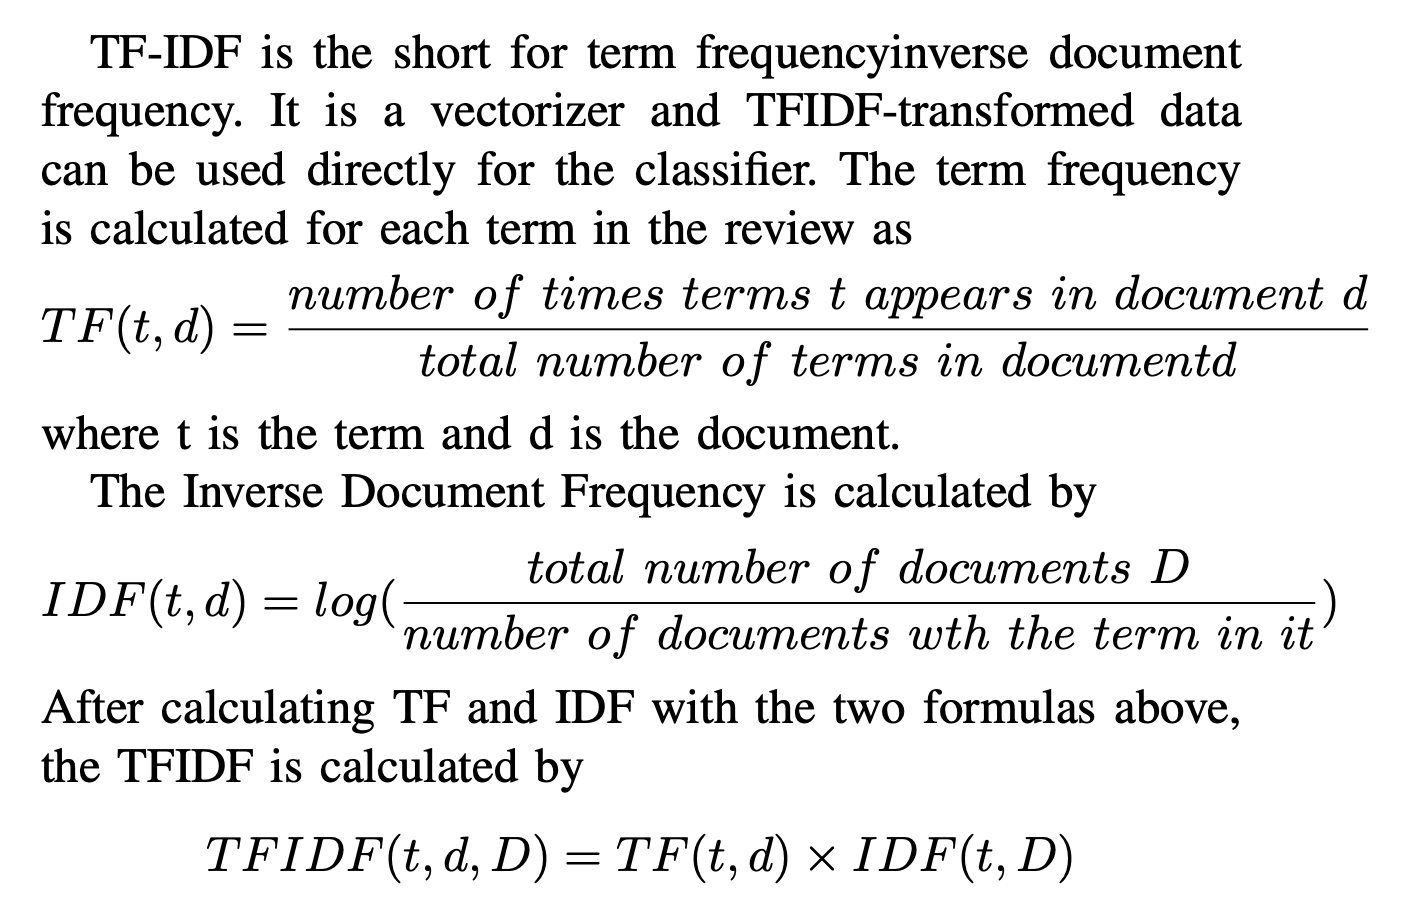 TF-IDF is the short for term frequencyinverse document
frequency. It is a vectorizer and TFIDF-transformed data
can be used directly for the classifier. The term frequency
is calculated for each term in the review as
TF(t, d) = \frac{number of times terms t appears in document d}{total number of terms in documentd}
where t is the term and d is the document.
The Inverse Document Frequency is calculated by
IDF(t, d) = log(\frac{total number of documents D}{number of documents wth the term in it})
After calculating TF and IDF with the two formulas above,
the TFIDF is calculated by
TFIDF(t, d, D) = TF(t, d) × IDF(t, D)